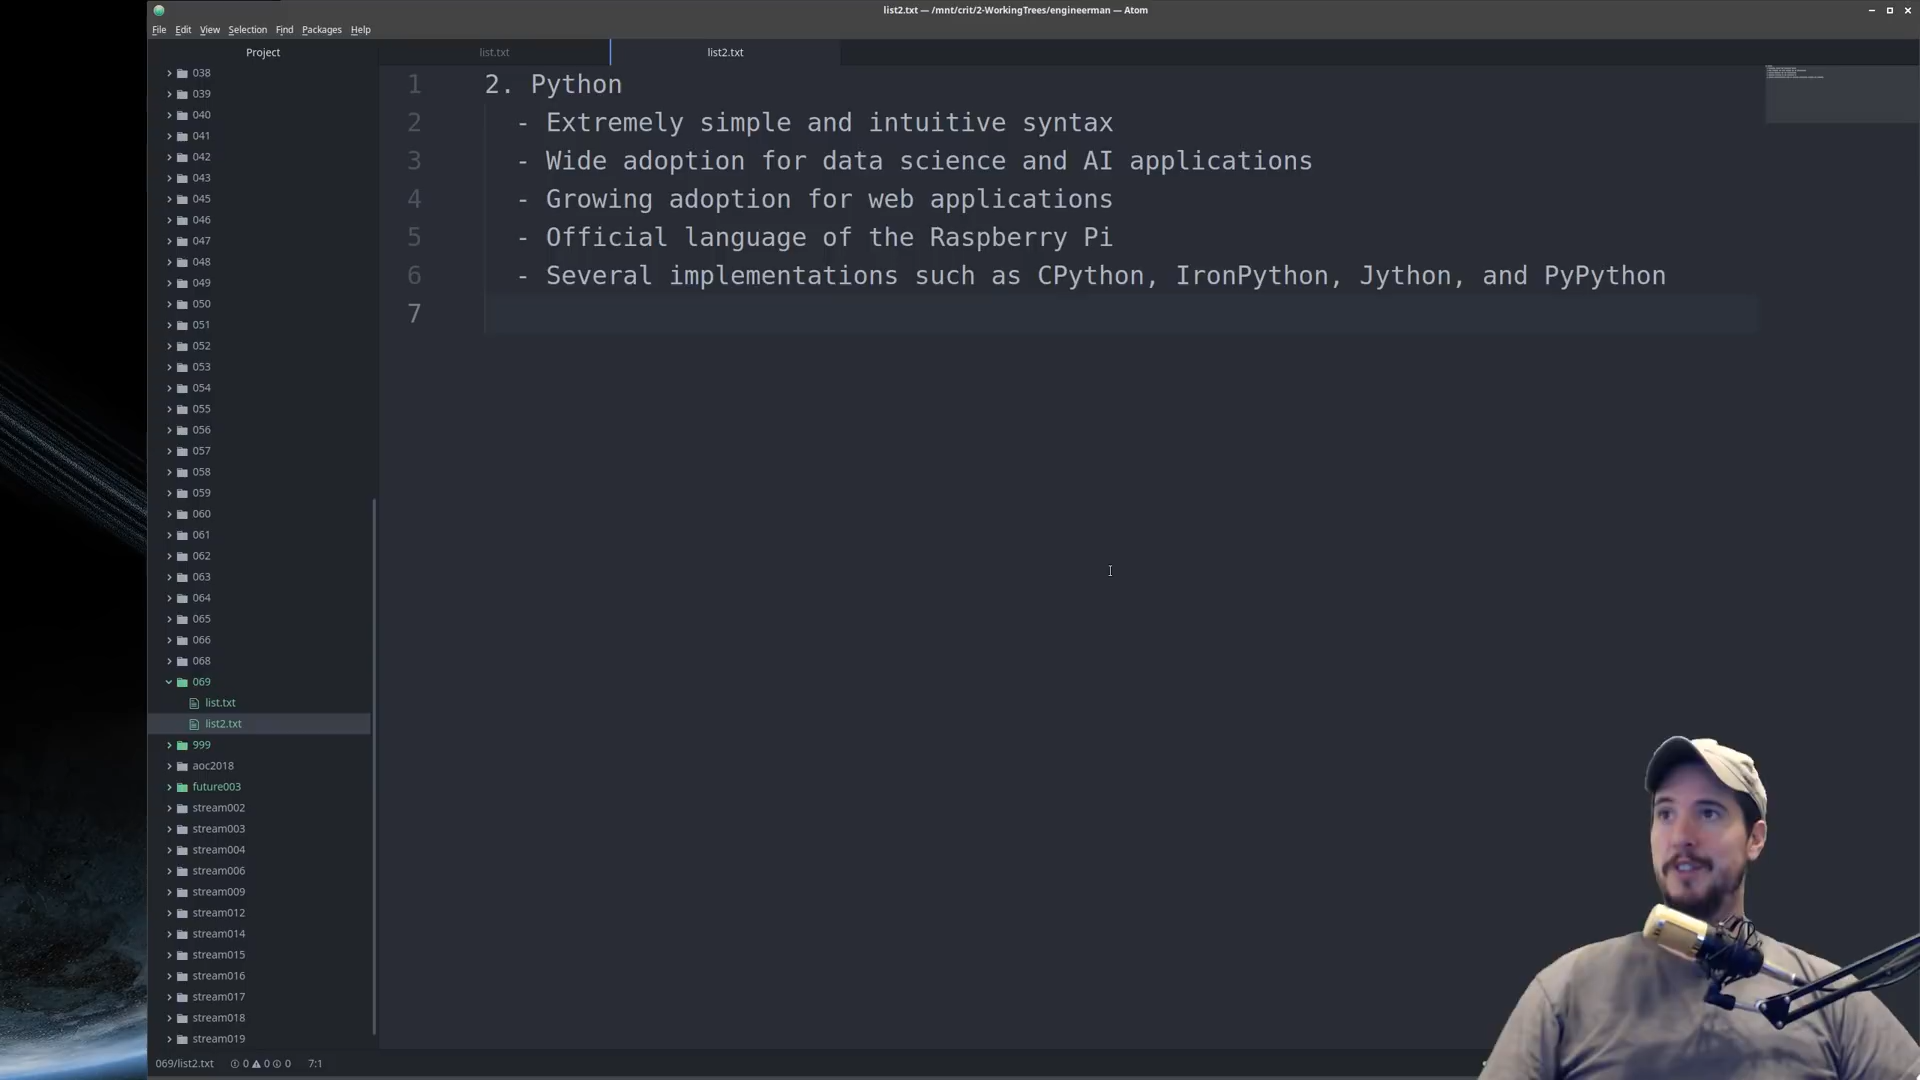 list2.txt — /mnt/crit/2-WorkingTrees/engineerman — Atom
File Edit View Selection Find Packages Help
Project
list.txt
list2.txt
038
039
040
041
042
043
045
046
047
048
049
050
051
052
053
054
055
056
057
058
059
060
061
062
063
064
065
066
068
069
list.txt
list2.txt
999
aoc2018
future003
stream002
stream003
stream004
stream006
stream009
stream012
stream014
stream015
stream016
stream017
stream018
stream019
1 2. Python
2 - Extremely simple and intuitive syntax
3 - Wide adoption for data science and AI applications
4 - Growing adoption for web applications
5 - Official language of the Raspberry Pi
6 - Several implementations such as CPython, IronPython, Jython, and PyPython
7
069/list2.txt 0 0 0 7:1